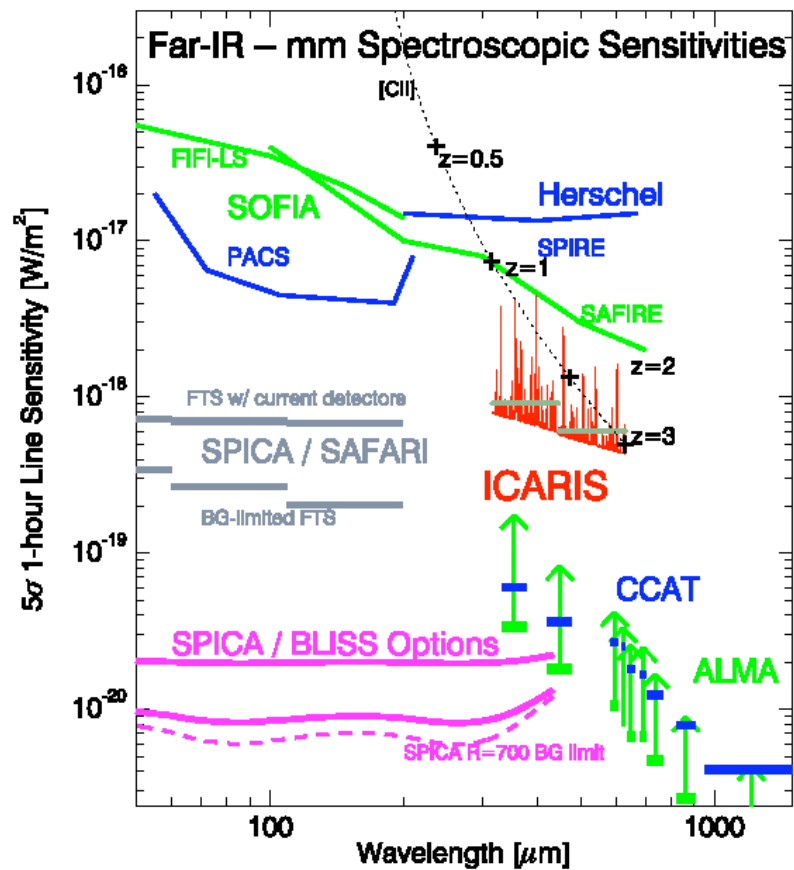 Far-IR – mm Spectroscopic Sensitivities
10⁻¹⁶
[CII]
z=0.5
FIFI-LS
SOFIA
Herschel
10⁻¹⁷
PACS
SPIRE
z=1
SAFIRE
z=2
10⁻¹⁸
FTS w/ current detectors
z=3
SPICA / SAFARI
ICARIS
BG-limited FTS
10⁻¹⁹
CCAT
SPICA / BLISS Options
ALMA
10⁻²⁰
SPICA R=700 BG limit
5σ 1-hour Line Sensitivity [W/m²]
100
1000
Wavelength [μm]